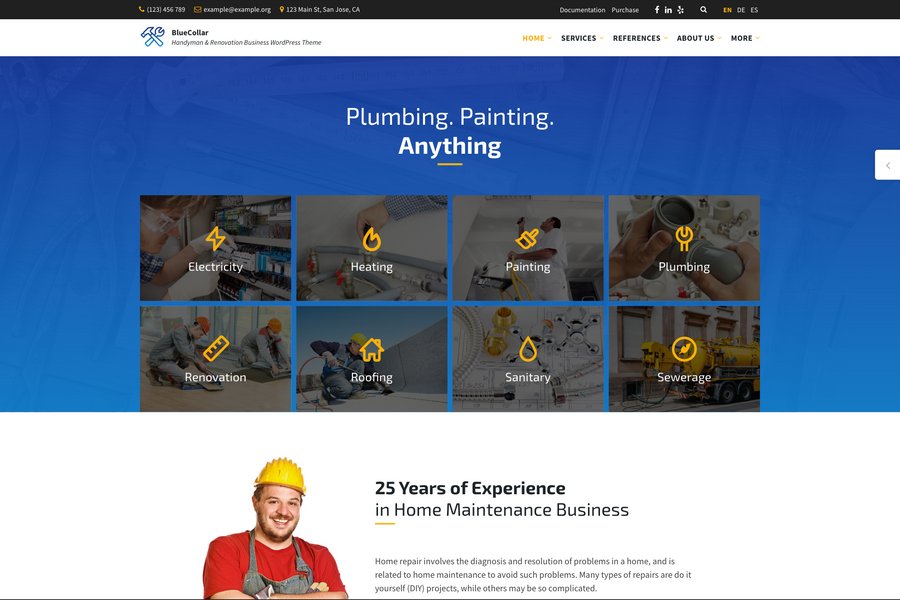 (123) 456 789 example@example.org 123 Main St, San Jose, CA Documentation Purchase EN DE ES
BlueCollar
Handyman & Renovation Business WordPress Theme
HOME SERVICES REFERENCES ABOUT US MORE
Plumbing. Painting.
Anything
Electricity Heating Painting Plumbing
Renovation Roofing Sanitary Sewerage
25 Years of Experience
in Home Maintenance Business
Home repair involves the diagnosis and resolution of problems in a home, and is
related to home maintenance to avoid such problems. Many types of repairs are do it
yourself (DIY) projects, while others may be so complicated.